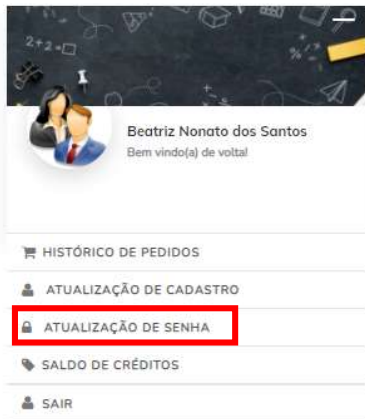 2+2=□
%
Beatriz Nonato dos Santos
Bem vindo(a) de volta!
HISTÓRICO DE PEDIDOS
ATUALIZAÇÃO DE CADASTRO
ATUALIZAÇÃO DE SENHA
SALDO DE CRÉDITOS
SAIR